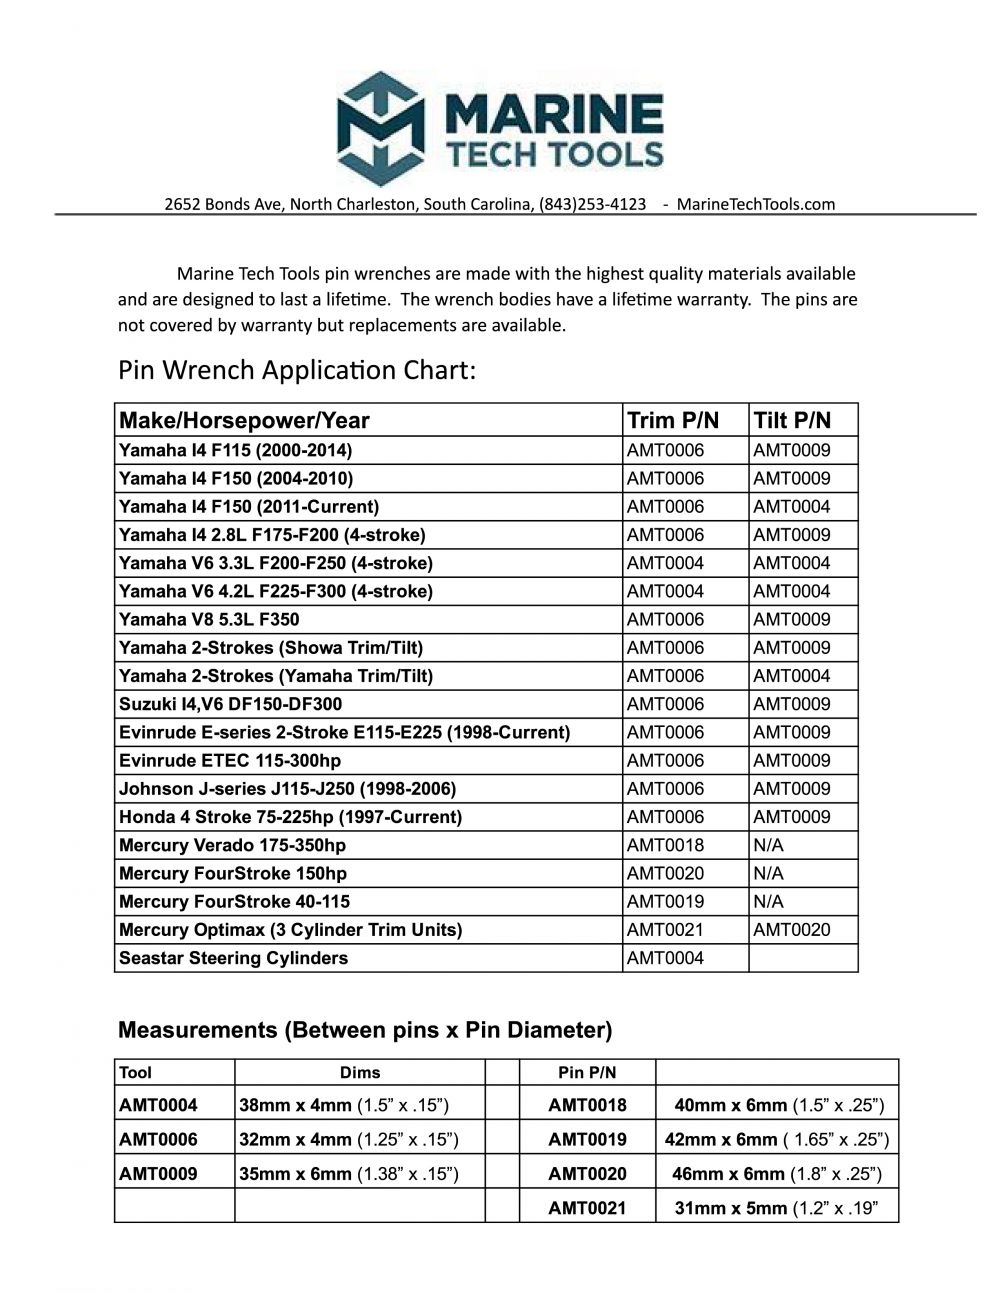 MARINE
TECH TOOLS
2652 Bonds Ave, North Charleston, South Carolina, (843)253-4123 - MarineTechTools.com
Marine Tech Tools pin wrenches are made with the highest quality materials available
and are designed to last a lifetime. The wrench bodies have a lifetime warranty. The pins are
not covered by warranty but replacements are available.
Pin Wrench Application Chart:
Make/Horsepower/Year Trim P/N Tilt P/N
Yamaha I4 F115 (2000-2014) AMT0006 AMT0009
Yamaha I4 F150 (2004-2010) AMT0006 AMT0009
Yamaha I4 F150 (2011-Current) AMT0006 AMT0004
Yamaha I4 2.8L F175-F200 (4-stroke) AMT0006 AMT0009
Yamaha V6 3.3L F200-F250 (4-stroke) AMT0004 AMT0004
Yamaha V6 4.2L F225-F300 (4-stroke) AMT0004 AMT0004
Yamaha V8 5.3L F350 AMT0006 AMT0009
Yamaha 2-Strokes (Showa Trim/Tilt) AMT0006 AMT0009
Yamaha 2-Strokes (Yamaha Trim/Tilt) AMT0006 AMT0004
Suzuki I4,V6 DF150-DF300 AMT0006 AMT0009
Evinrude E-series 2-Stroke E115-E225 (1998-Current) AMT0006 AMT0009
Evinrude ETEC 115-300hp AMT0006 AMT0009
Johnson J-series J115-J250 (1998-2006) AMT0006 AMT0009
Honda 4 Stroke 75-225hp (1997-Current) AMT0006 AMT0009
Mercury Verado 175-350hp AMT0018 N/A
Mercury FourStroke 150hp AMT0020 N/A
Mercury FourStroke 40-115 AMT0019 N/A
Mercury Optimax (3 Cylinder Trim Units) AMT0021 AMT0020
Seastar Steering Cylinders AMT0004
Measurements (Between pins x Pin Diameter)
Tool Dims Pin P/N
AMT0004 38mm x 4mm (1.5” x .15”) AMT0018 40mm x 6mm (1.5” x .25”)
AMT0006 32mm x 4mm (1.25” x .15”) AMT0019 42mm x 6mm ( 1.65” x .25”)
AMT0009 35mm x 6mm (1.38” x .15”) AMT0020 46mm x 6mm (1.8” x .25”)
AMT0021 31mm x 5mm (1.2” x .19”